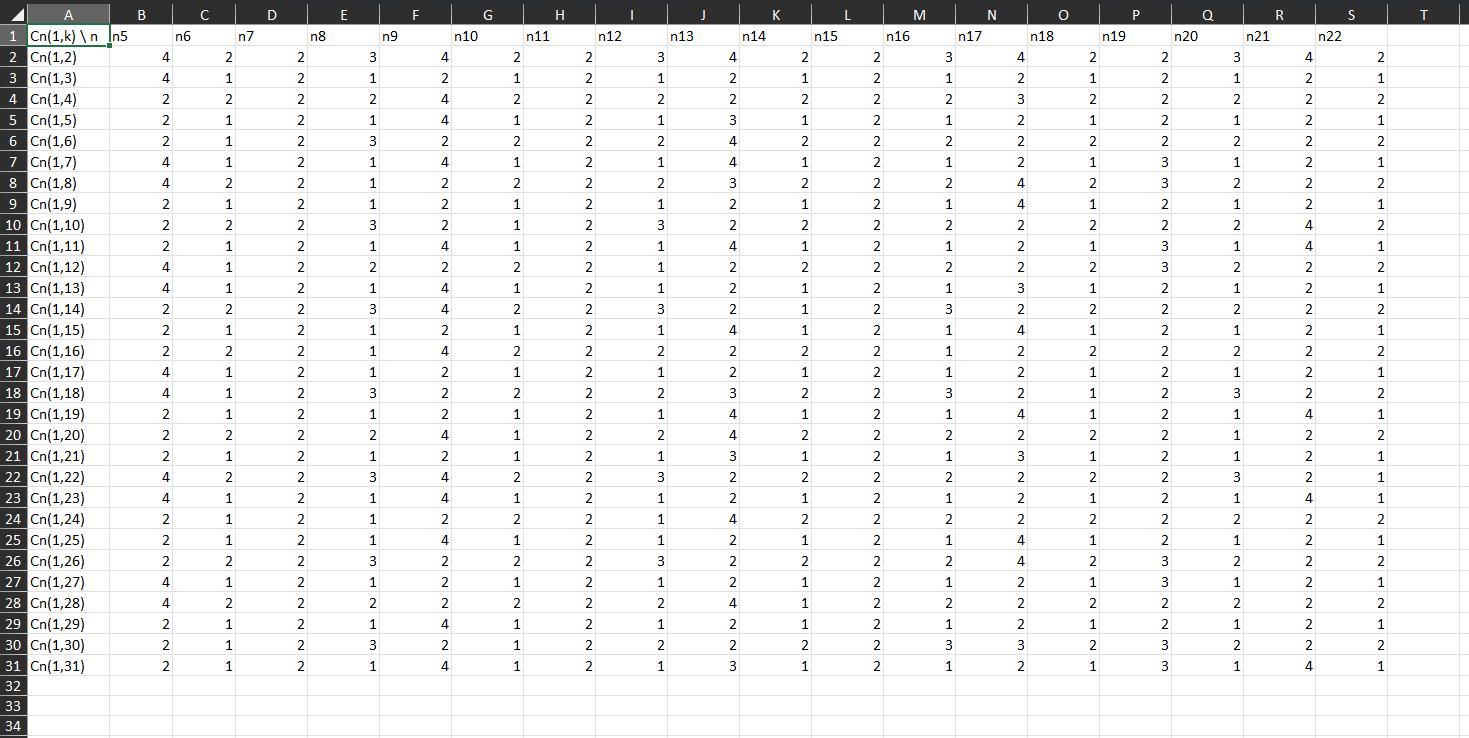 A B C D E F G H I J K L M N O P Q R S T
1 Cn(1,k) \ n n5 n6 n7 n8 n9 n10 n11 n12 n13 n14 n15 n16 n17 n18 n19 n20 n21 n22
2 Cn(1,2) 4 2 2 3 4 2 2 3 4 2 2 3 4 2 2 3 4 2
3 Cn(1,3) 4 1 2 1 2 1 2 1 2 1 2 1 2 1 2 1 2 1
4 Cn(1,4) 2 2 2 2 4 2 2 2 2 2 2 2 3 2 2 2 2 2
5 Cn(1,5) 2 1 2 1 4 1 2 1 3 1 2 1 2 1 2 1 2 1
6 Cn(1,6) 2 1 2 3 2 2 2 2 4 2 2 2 2 2 2 2 2 2
7 Cn(1,7) 4 1 2 1 4 1 2 1 4 1 2 1 2 1 3 1 2 1
8 Cn(1,8) 4 2 2 1 2 2 2 2 3 2 2 2 4 2 3 2 2 2
9 Cn(1,9) 2 1 2 1 2 1 2 1 2 1 2 1 4 1 2 1 2 1
10 Cn(1,10) 2 2 2 3 2 1 2 3 2 2 2 2 2 2 2 2 4 2
11 Cn(1,11) 2 1 2 1 4 1 2 1 4 1 2 1 2 1 3 1 4 1
12 Cn(1,12) 4 1 2 2 2 2 2 1 2 2 2 2 2 2 3 2 2 2
13 Cn(1,13) 4 1 2 1 4 1 2 1 2 1 2 1 3 1 2 1 2 1
14 Cn(1,14) 2 2 2 3 4 2 2 3 2 1 2 3 2 2 2 2 2 2
15 Cn(1,15) 2 1 2 1 2 1 2 1 4 1 2 1 4 1 2 1 2 1
16 Cn(1,16) 2 2 2 1 4 2 2 2 2 2 2 1 2 2 2 2 2 2
17 Cn(1,17) 4 1 2 1 2 1 2 1 2 1 2 1 2 1 2 1 2 1
18 Cn(1,18) 4 1 2 3 2 2 2 2 3 2 2 3 2 1 2 3 2 2
19 Cn(1,19) 2 1 2 1 2 1 2 1 4 1 2 1 4 1 2 1 4 1
20 Cn(1,20) 2 2 2 2 4 1 2 2 4 2 2 2 2 2 2 1 2 2
21 Cn(1,21) 2 1 2 1 2 1 2 1 3 1 2 1 3 1 2 1 2 1
22 Cn(1,22) 4 2 2 3 4 2 2 3 2 2 2 2 2 2 2 3 2 1
23 Cn(1,23) 4 1 2 1 4 1 2 1 2 1 2 1 2 1 2 1 4 1
24 Cn(1,24) 2 1 2 1 2 2 2 1 4 2 2 2 2 2 2 2 2 2
25 Cn(1,25) 2 1 2 1 4 1 2 1 2 1 2 1 4 1 2 1 2 1
26 Cn(1,26) 2 2 2 3 2 2 2 3 2 2 2 2 4 2 3 2 2 2
27 Cn(1,27) 4 1 2 1 2 1 2 1 2 1 2 1 2 1 3 1 2 1
28 Cn(1,28) 4 2 2 2 2 2 2 2 4 1 2 2 2 2 2 2 2 2
29 Cn(1,29) 2 1 2 1 4 1 2 1 2 1 2 1 2 1 2 1 2 1
30 Cn(1,30) 2 1 2 3 2 1 2 2 2 2 2 3 3 2 3 2 2 2
31 Cn(1,31) 2 1 2 1 4 1 2 1 3 1 2 1 2 1 3 1 4 1
32
33
34